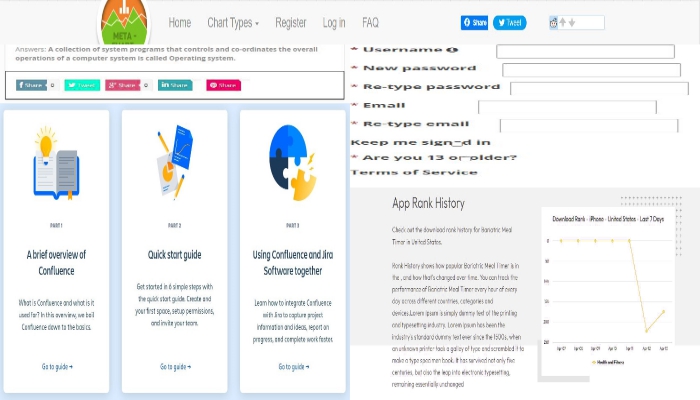 META -
Home Chart Types Register Log in FAQ
Share Tweet
Answers: A collection of system programs that controls and co-ordinates the overall
operations of a computer system is called Operating system.
Share 0 Tweet Share 0 Share Share
PART 1
A brief overview of
Confluence
What is Confluence and what is it
used for? In this overview, we boil
Confluence down to the basics.
Go to guide →
PART 2
Quick start guide
Get started in 6 simple steps with
the quick start guide. Create and
your first space, setup permissions,
and invite your team.
Go to guide →
PART 3
Using Confluence and Jira
Software together
Learn how to integrate Confluence
with Jira to capture project
information and ideas, report on
progress, and complete work faster.
Go to guide →
* Username
* New password
* Re-type password
* Email
* Re-type email
Keep me signed in
* Are you 13 or older?
Terms of Service
App Rank History
Check out the download rank history for Bariatric Meal
Timer in United States.
Rank History shows how popular Bariatric Meal Timer is in
the , and how that's changed over time. You can track the
performance of Bariatric Meal Timer every hour of every
day across different countries, categories and
devices.Lorem Ipsum is simply dummy text of the printing
and typesetting industry. Lorem Ipsum has been the
industry's standard dummy text ever since the 1500s, when
an unknown printer took a galley of type and scrambled it to
make a type specimen book. It has survived not only five
centuries, but also the leap into electronic typesetting,
remaining essentially unchanged
Download Rank - iPhone - United States - Last 7 Days
Health and Fitness